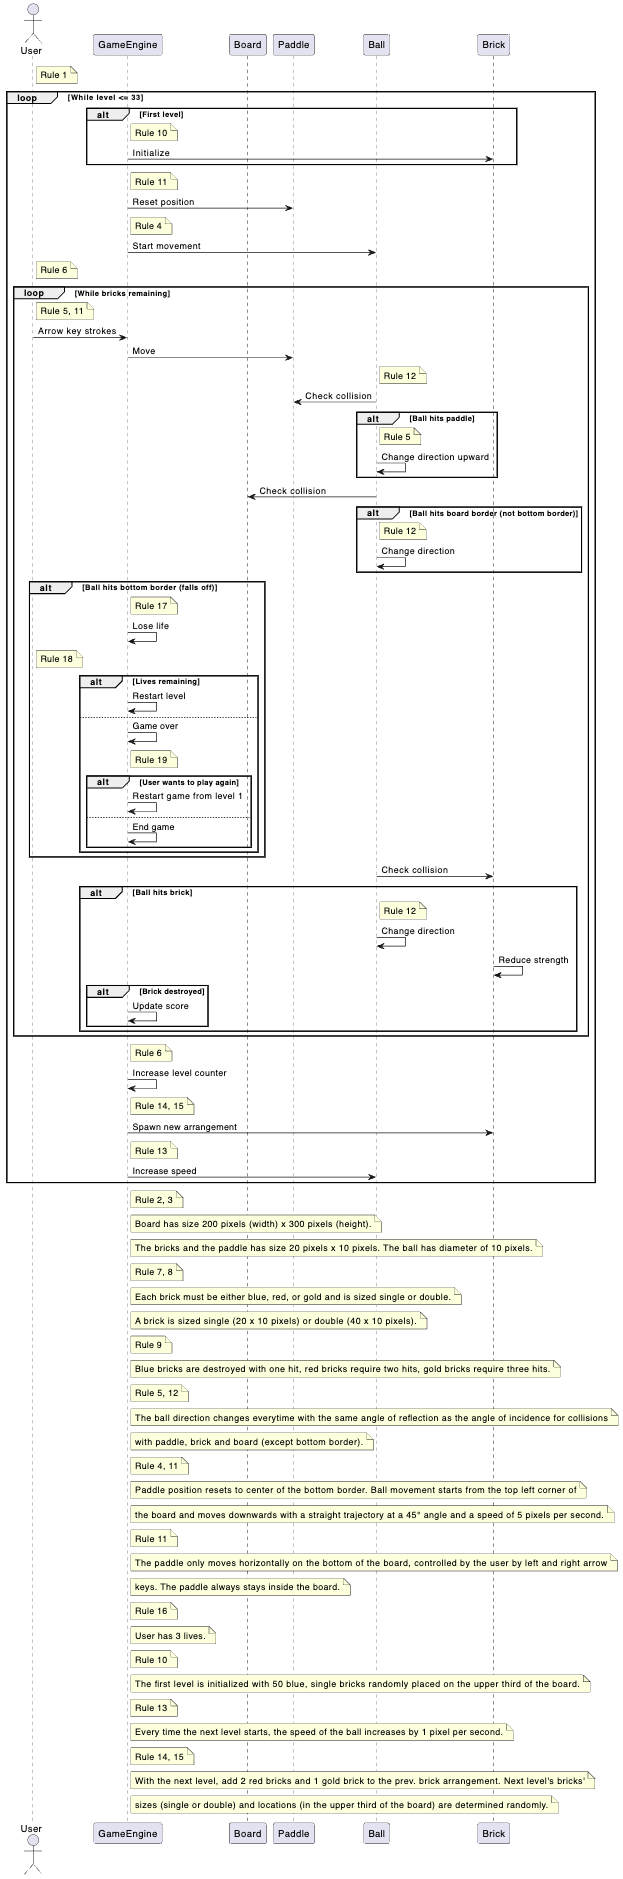 User
GameEngine Board Paddle Ball Brick
Rule 1
loop [While level <= 33]
alt [First level]
Rule 10
Initialize
Rule 11
Reset position
Rule 4
Start movement
Rule 6
loop [While bricks remaining]
Rule 5, 11
Arrow key strokes
Move
Rule 12
Check collision
alt [Ball hits paddle]
Rule 5
Change direction upward
Check collision
alt [Ball hits board border (not bottom border)]
Rule 12
Change direction
alt [Ball hits bottom border (falls off)]
Rule 17
Lose life
Rule 18
alt [Lives remaining]
Restart level
Game over
Rule 19
alt [User wants to play again]
Restart game from level 1
End game
Check collision
alt [Ball hits brick]
Rule 12
Change direction
Reduce strength
alt [Brick destroyed]
Update score
Rule 6
Increase level counter
Rule 14, 15
Spawn new arrangement
Rule 13
Increase speed
Rule 2, 3
Board has size 200 pixels (width) x 300 pixels (height).
The bricks and the paddle has size 20 pixels x 10 pixels. The ball has diameter of 10 pixels.
Rule 7, 8
Each brick must be either blue, red, or gold and is sized single or double.
A brick is sized single (20 x 10 pixels) or double (40 x 10 pixels).
Rule 9
Blue bricks are destroyed with one hit, red bricks require two hits, gold bricks require three hits.
Rule 5, 12
The ball direction changes everytime with the same angle of reflection as the angle of incidence for collisions
with paddle, brick and board (except bottom border).
Rule 4, 11
Paddle position resets to center of the bottom border. Ball movement starts from the top left corner of
the board and moves downwards with a straight trajectory at a 45° angle and a speed of 5 pixels per second.
Rule 11
The paddle only moves horizontally on the bottom of the board, controlled by the user by left and right arrow
keys. The paddle always stays inside the board.
Rule 16
User has 3 lives.
Rule 10
The first level is initialized with 50 blue, single bricks randomly placed on the upper third of the board.
Rule 13
Every time the next level starts, the speed of the ball increases by 1 pixel per second.
Rule 14, 15
With the next level, add 2 red bricks and 1 gold brick to the prev. brick arrangement. Next level's bricks'
sizes (single or double) and locations (in the upper third of the board) are determined randomly.
User
GameEngine Board Paddle Ball Brick